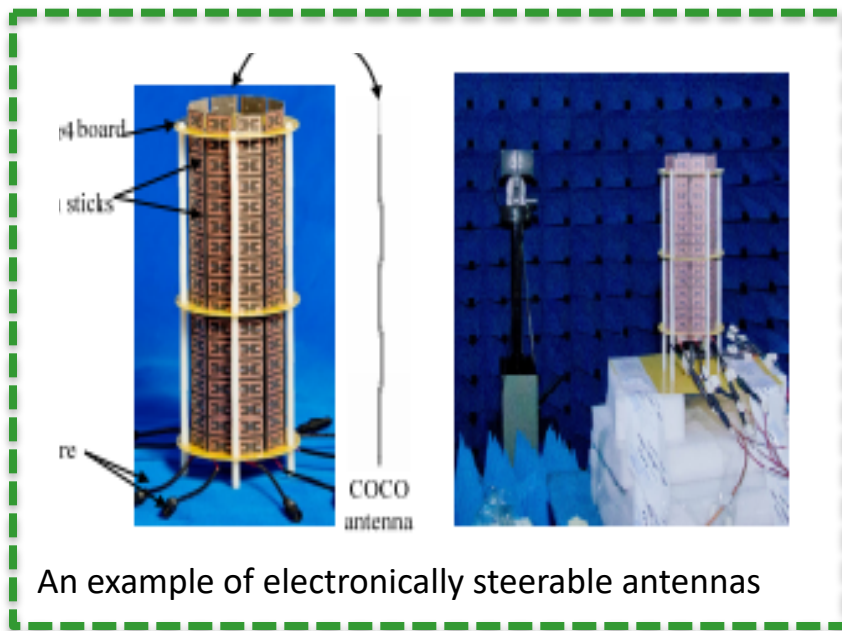 board
sticks
re
COCO
antenna
An example of electronically steerable antennas